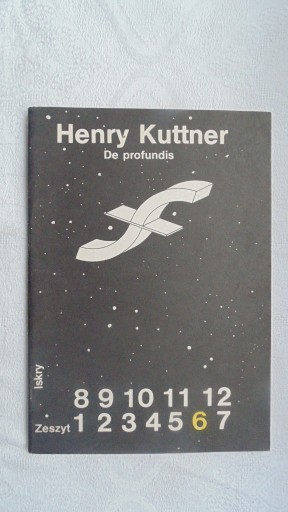 Henry Kuttner
De profundis
Iskry
8 9 10 11 12
Zeszyt 1 2 3 4 5 6 7